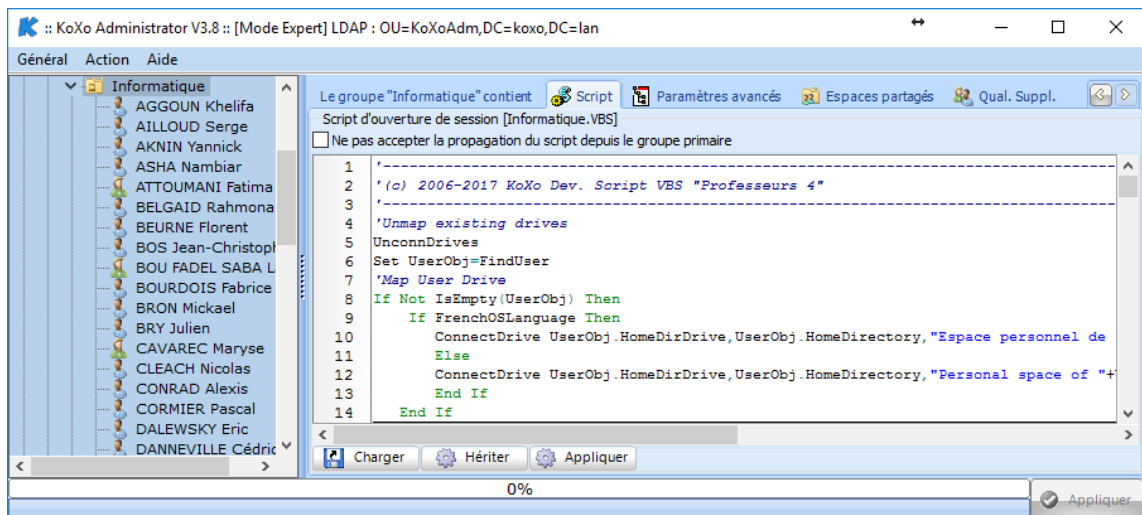 :: KoXo Administrator V3.8 :: [Mode Expert] LDAP : OU=KoXoAdm,DC=koxo,DC=lan
Général Action Aide
Informatique
AGGOUN Khelifa
AILLOUD Serge
AKNIN Yannick
ASHA Nambiar
ATTOUMANI Fatima
BELGAID Rahmona
BEURNE Florent
BOS Jean-Christoph
BOU FADEL SABA L
BOURDOIS Fabrice
BRON Mickael
BRY Julien
CAVAREC Maryse
CLEACH Nicolas
CONRAD Alexis
CORMIER Pascal
DALEWSKY Eric
DANNEVILLE Cédric
Le groupe "Informatique" contient Script Paramètres avancés Espaces partagés Qual. Suppl.
Script d'ouverture de session [Informatique.VBS]
Ne pas accepter la propagation du script depuis le groupe primaire
1 '--------------------------------------------------------------------------------
2 '(c) 2006-2017 KoXo Dev. Script VBS "Professeurs 4"
3 '--------------------------------------------------------------------------------
4 'Unmap existing drives
5 UnconnDrives
6 Set UserObj=FindUser
7 'Map User Drive
8 If Not IsEmpty(UserObj) Then
9 If FrenchOSLanguage Then
10 ConnectDrive UserObj.HomeDirDrive,UserObj.HomeDirectory,"Espace personnel de
11 Else
12 ConnectDrive UserObj.HomeDirDrive,UserObj.HomeDirectory,"Personal space of "+
13 End If
14 End If
Charger Hériter Appliquer
0%
Appliquer